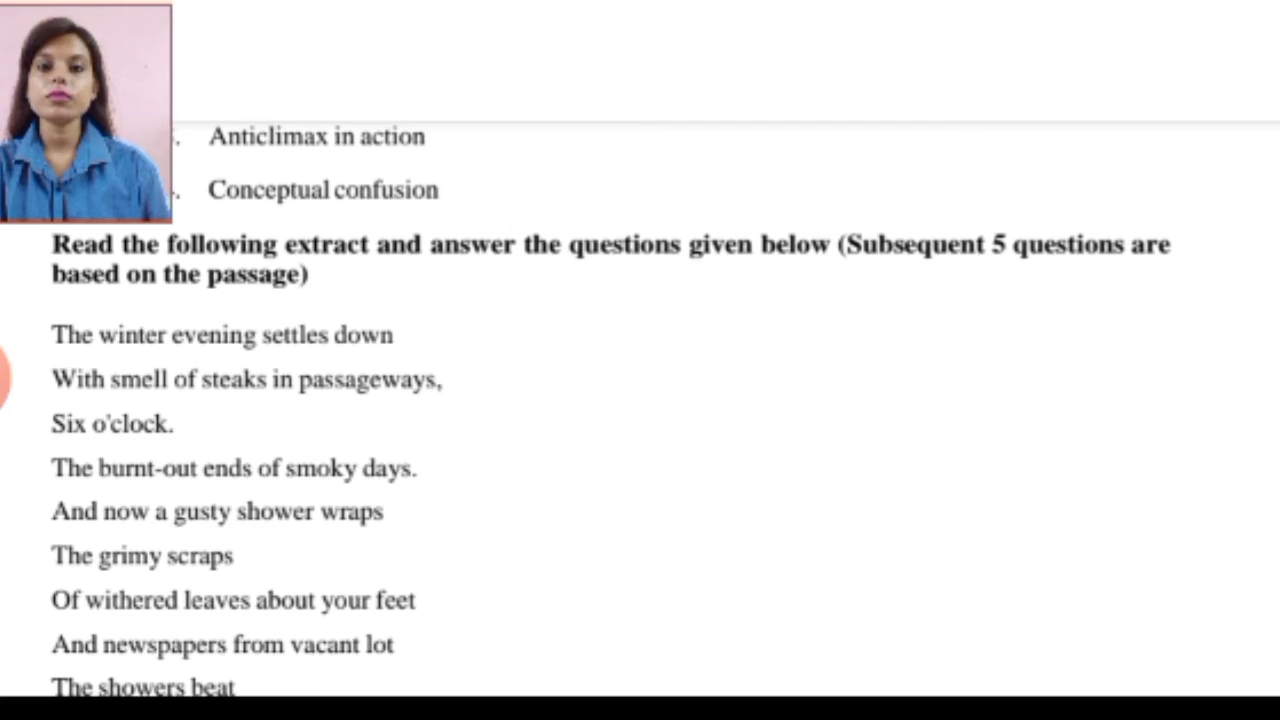 . Anticlimax in action
. Conceptual confusion
Read the following extract and answer the questions given below (Subsequent 5 questions are
based on the passage)
The winter evening settles down
With smell of steaks in passageways,
Six o'clock.
The burnt-out ends of smoky days.
And now a gusty shower wraps
The grimy scraps
Of withered leaves about your feet
And newspapers from vacant lot
The showers beat